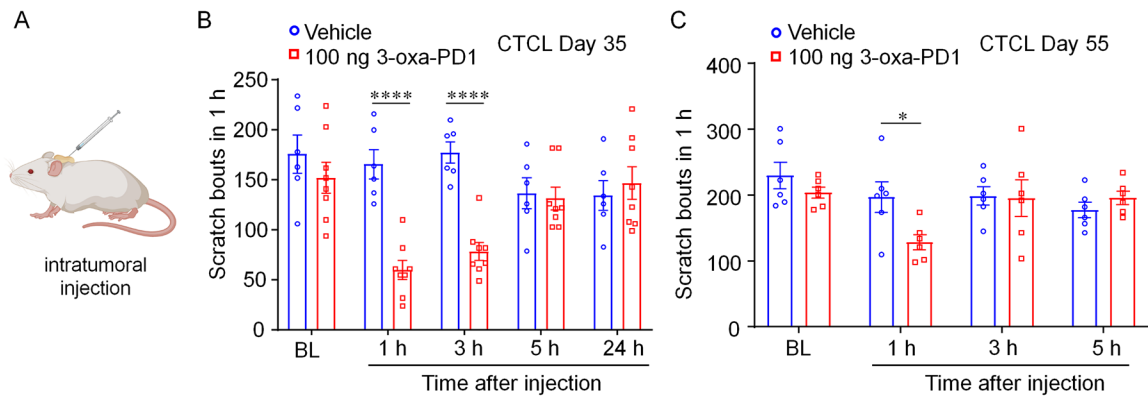 A
intratumoral
injection
B
Vehicle
100 ng 3-oxa-PD1
CTCL Day 35
Scratch bouts in 1 h
250
200
150
100
50
0
****
****
BL
1 h
3 h
5 h
24 h
Time after injection
C
Vehicle
100 ng 3-oxa-PD1
CTCL Day 55
Scratch bouts in 1 h
400
300
200
100
0
*
BL
1 h
3 h
5 h
Time after injection